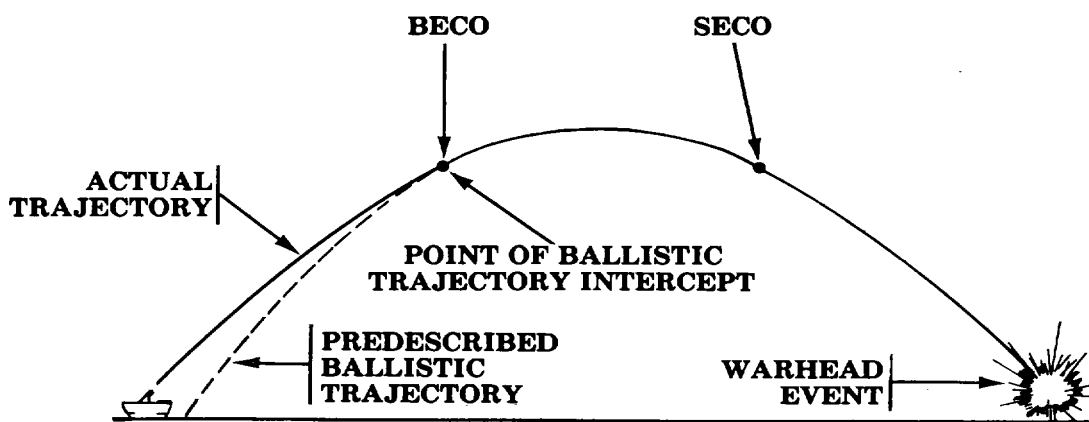 BECO
SECO
ACTUAL
TRAJECTORY
POINT OF BALLISTIC
TRAJECTORY INTERCEPT
PREDESCRIBED
BALLISTIC
TRAJECTORY
WARHEAD
EVENT